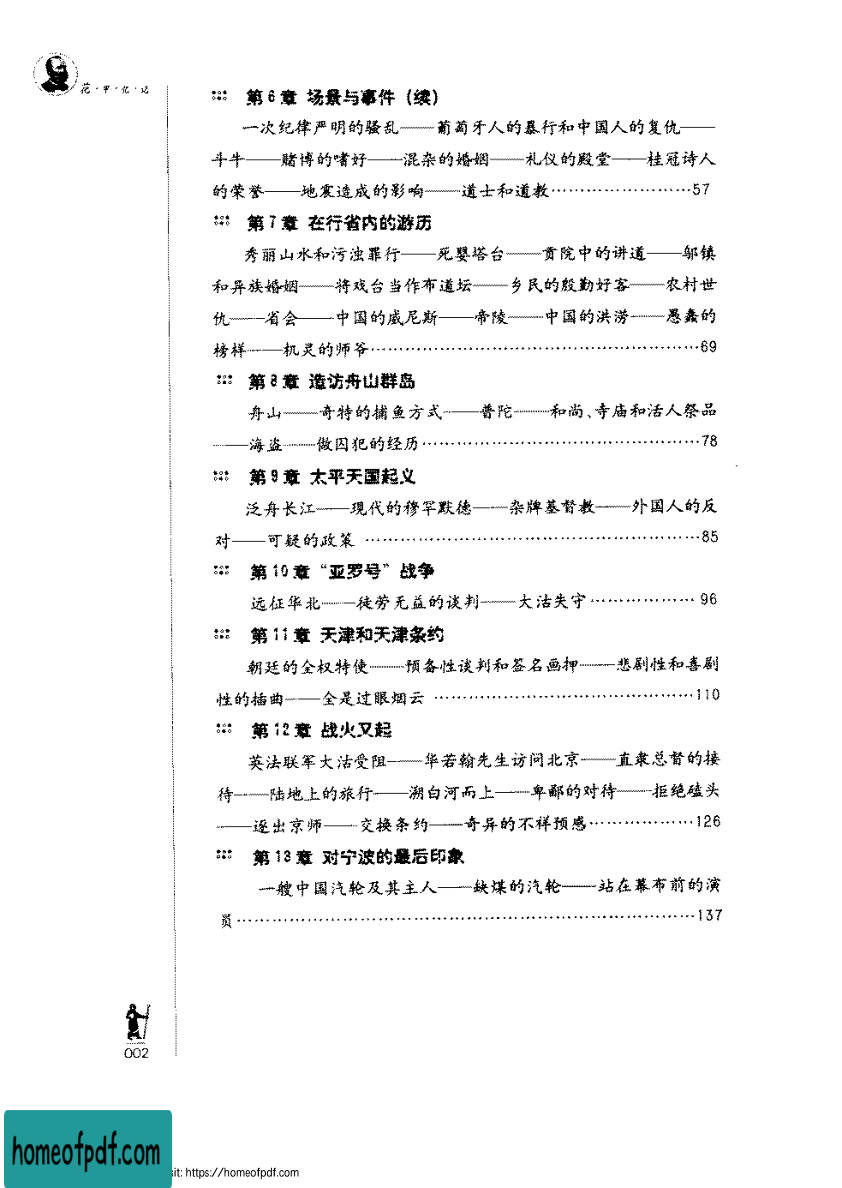 花·甲·忆·记
第6章 场景与事件（续）
一次纪律严明的骚乱——葡萄牙人的暴行和中国人的复仇——
斗牛——赌博的嗜好——混杂的婚姻——礼仪的殿堂——桂冠诗人
的荣誉——地震造成的影响——道士和道教……………………57
第7章 在行省内的游历
秀丽山水和污浊罪行——死婴塔台——贡院中的讲道——邬镇
和异族婚姻——将戏台当作布道坛——乡民的殷勤好客——农村世
仇——省会——中国的威尼斯——帝陵——中国的洪涝——愚蠢的
榜样——机灵的师爷……………………………………………69
第8章 造访舟山群岛
舟山——奇特的捕鱼方式——普陀——和尚、寺庙和活人祭品
——海盗——做囚犯的经历……………………………………78
第9章 太平天国起义
泛舟长江——现代的穆罕默德——杂牌基督教——外国人的反
对——可疑的政策 ……………………………………………85
第10章 “亚罗号”战争
远征华北——徒劳无益的谈判——大沽失守……………… 96
第11章 天津和天津条约
朝廷的全权特使——预备性谈判和签名画押——悲剧性和喜剧
性的插曲——全是过眼烟云 …………………………………110
第12章 战火又起
英法联军大沽受阻——华若翰先生访问北京——直隶总督的接
待——陆地上的旅行——溯白河而上——卑鄙的对待——拒绝磕头
——逐出京师——交换条约——奇异的不祥预感………………126
第13章 对宁波的最后印象
一艘中国汽轮及其主人——缺煤的汽轮——站在幕布前的演
员………………………………………………………………137
002
homeofpdf.com
sit: https://homeofpdf.com